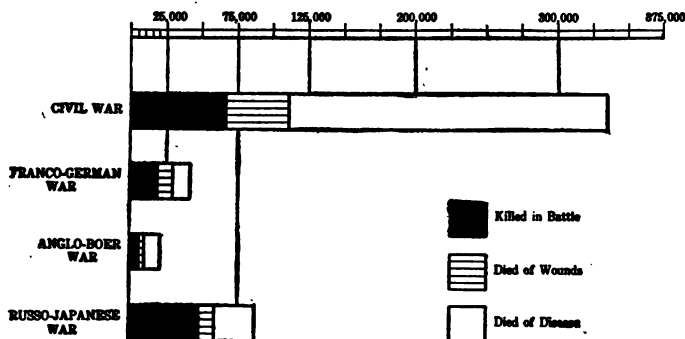 25,000 75,000 125,000 200,000 300,000 375,000
CIVIL WAR
FRANCO-GERMAN
WAR
ANGLO-BOER
WAR
RUSSO-JAPANESE
WAR
Killed in Battle
Died of Wounds
Died of Disease